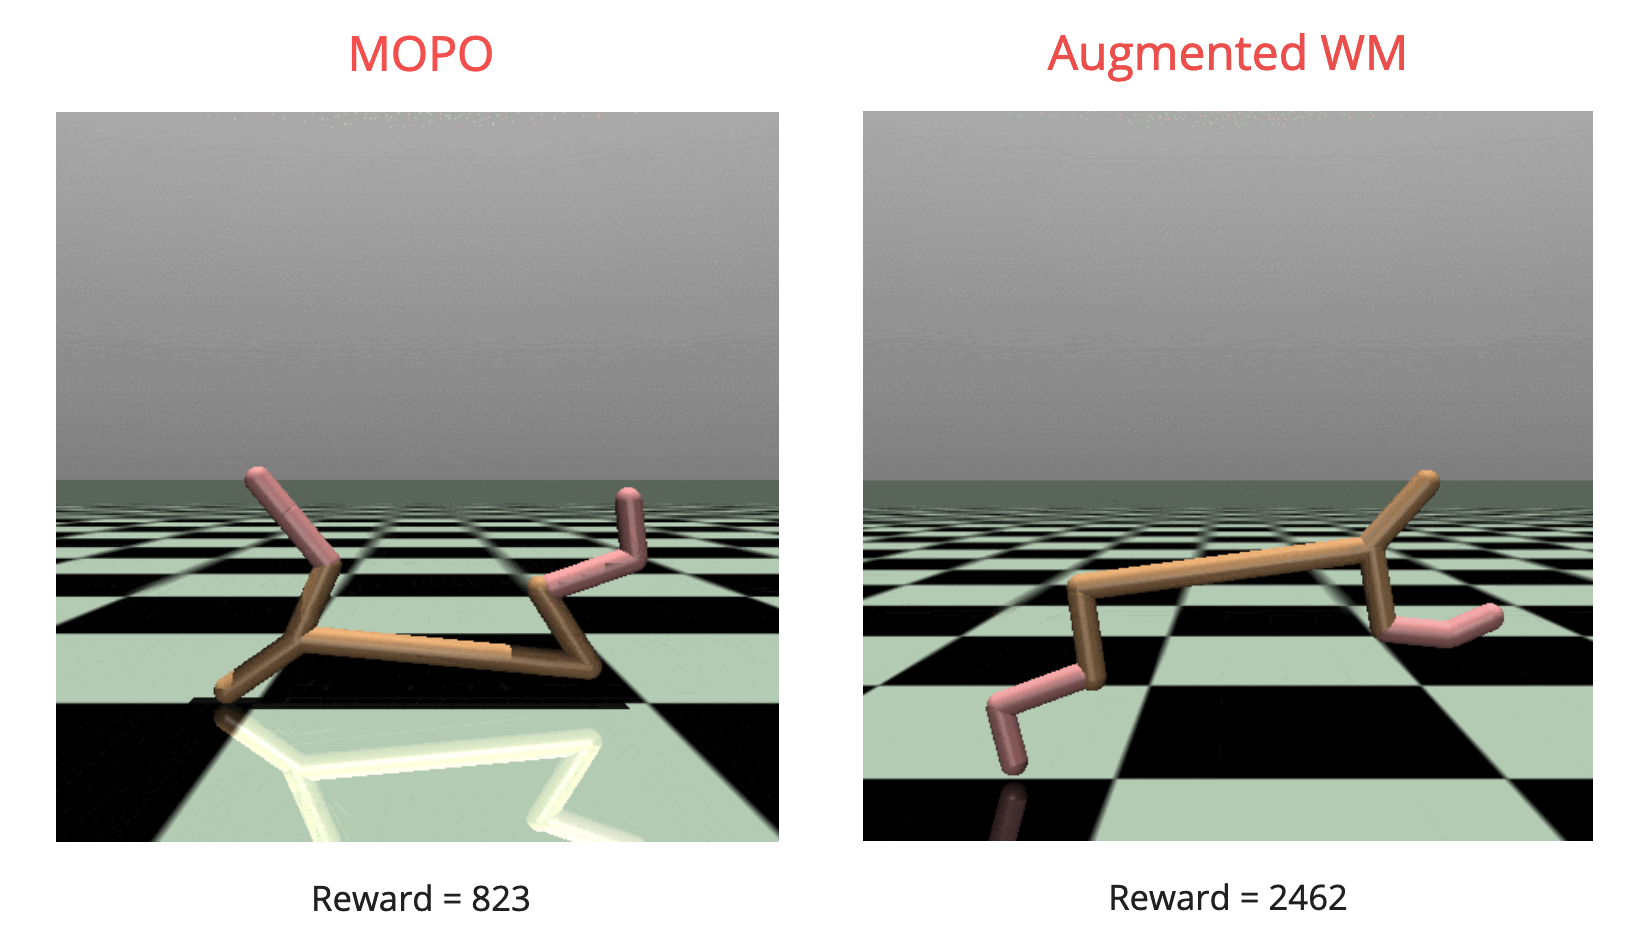 MOPO
Augmented WM
Reward = 823
Reward = 2462